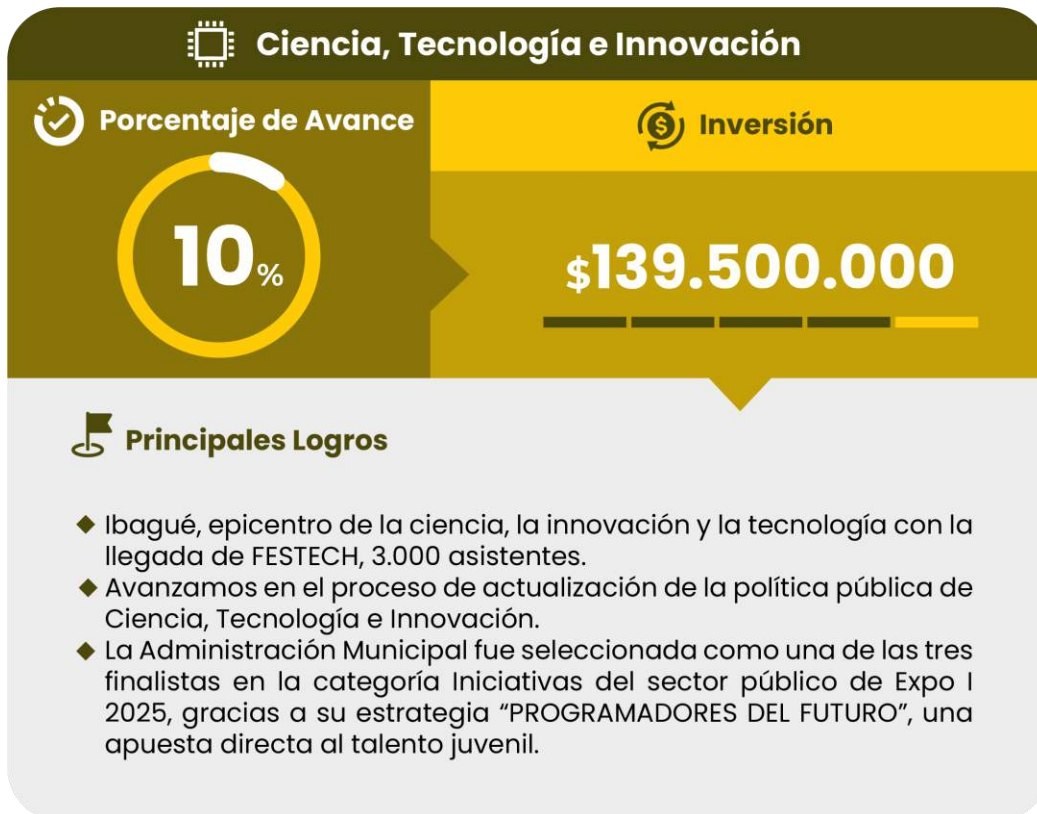 Ciencia, Tecnología e Innovación
Porcentaje de Avance
10%
Inversión
$139.500.000
Principales Logros
◆ Ibagué, epicentro de la ciencia, la innovación y la tecnología con la
llegada de FESTECH, 3.000 asistentes.
◆ Avanzamos en el proceso de actualización de la política pública de
Ciencia, Tecnología e Innovación.
◆ La Administración Municipal fue seleccionada como una de las tres
finalistas en la categoría Iniciativas del sector público de Expo I
2025, gracias a su estrategia “PROGRAMADORES DEL FUTURO”, una
apuesta directa al talento juvenil.